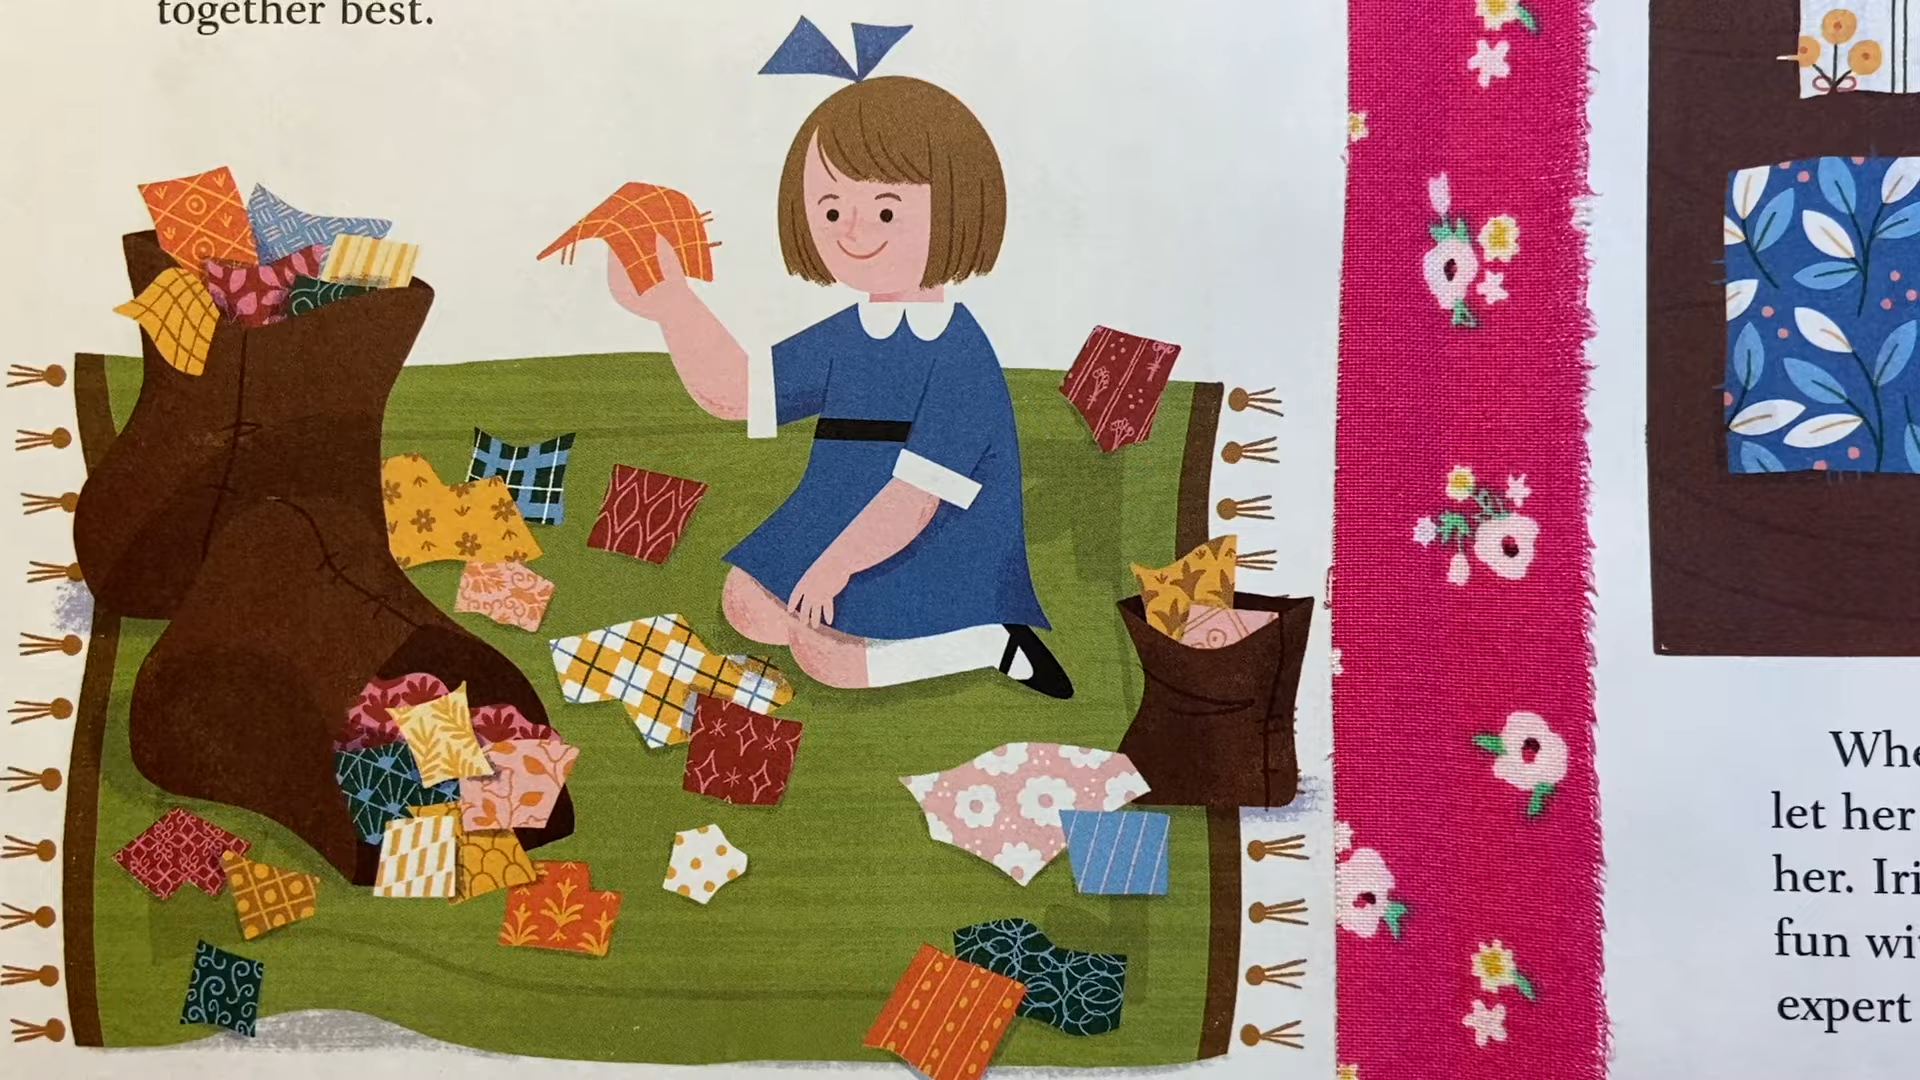 together best.
Whe
let her
her. Iri
fun wi
expert